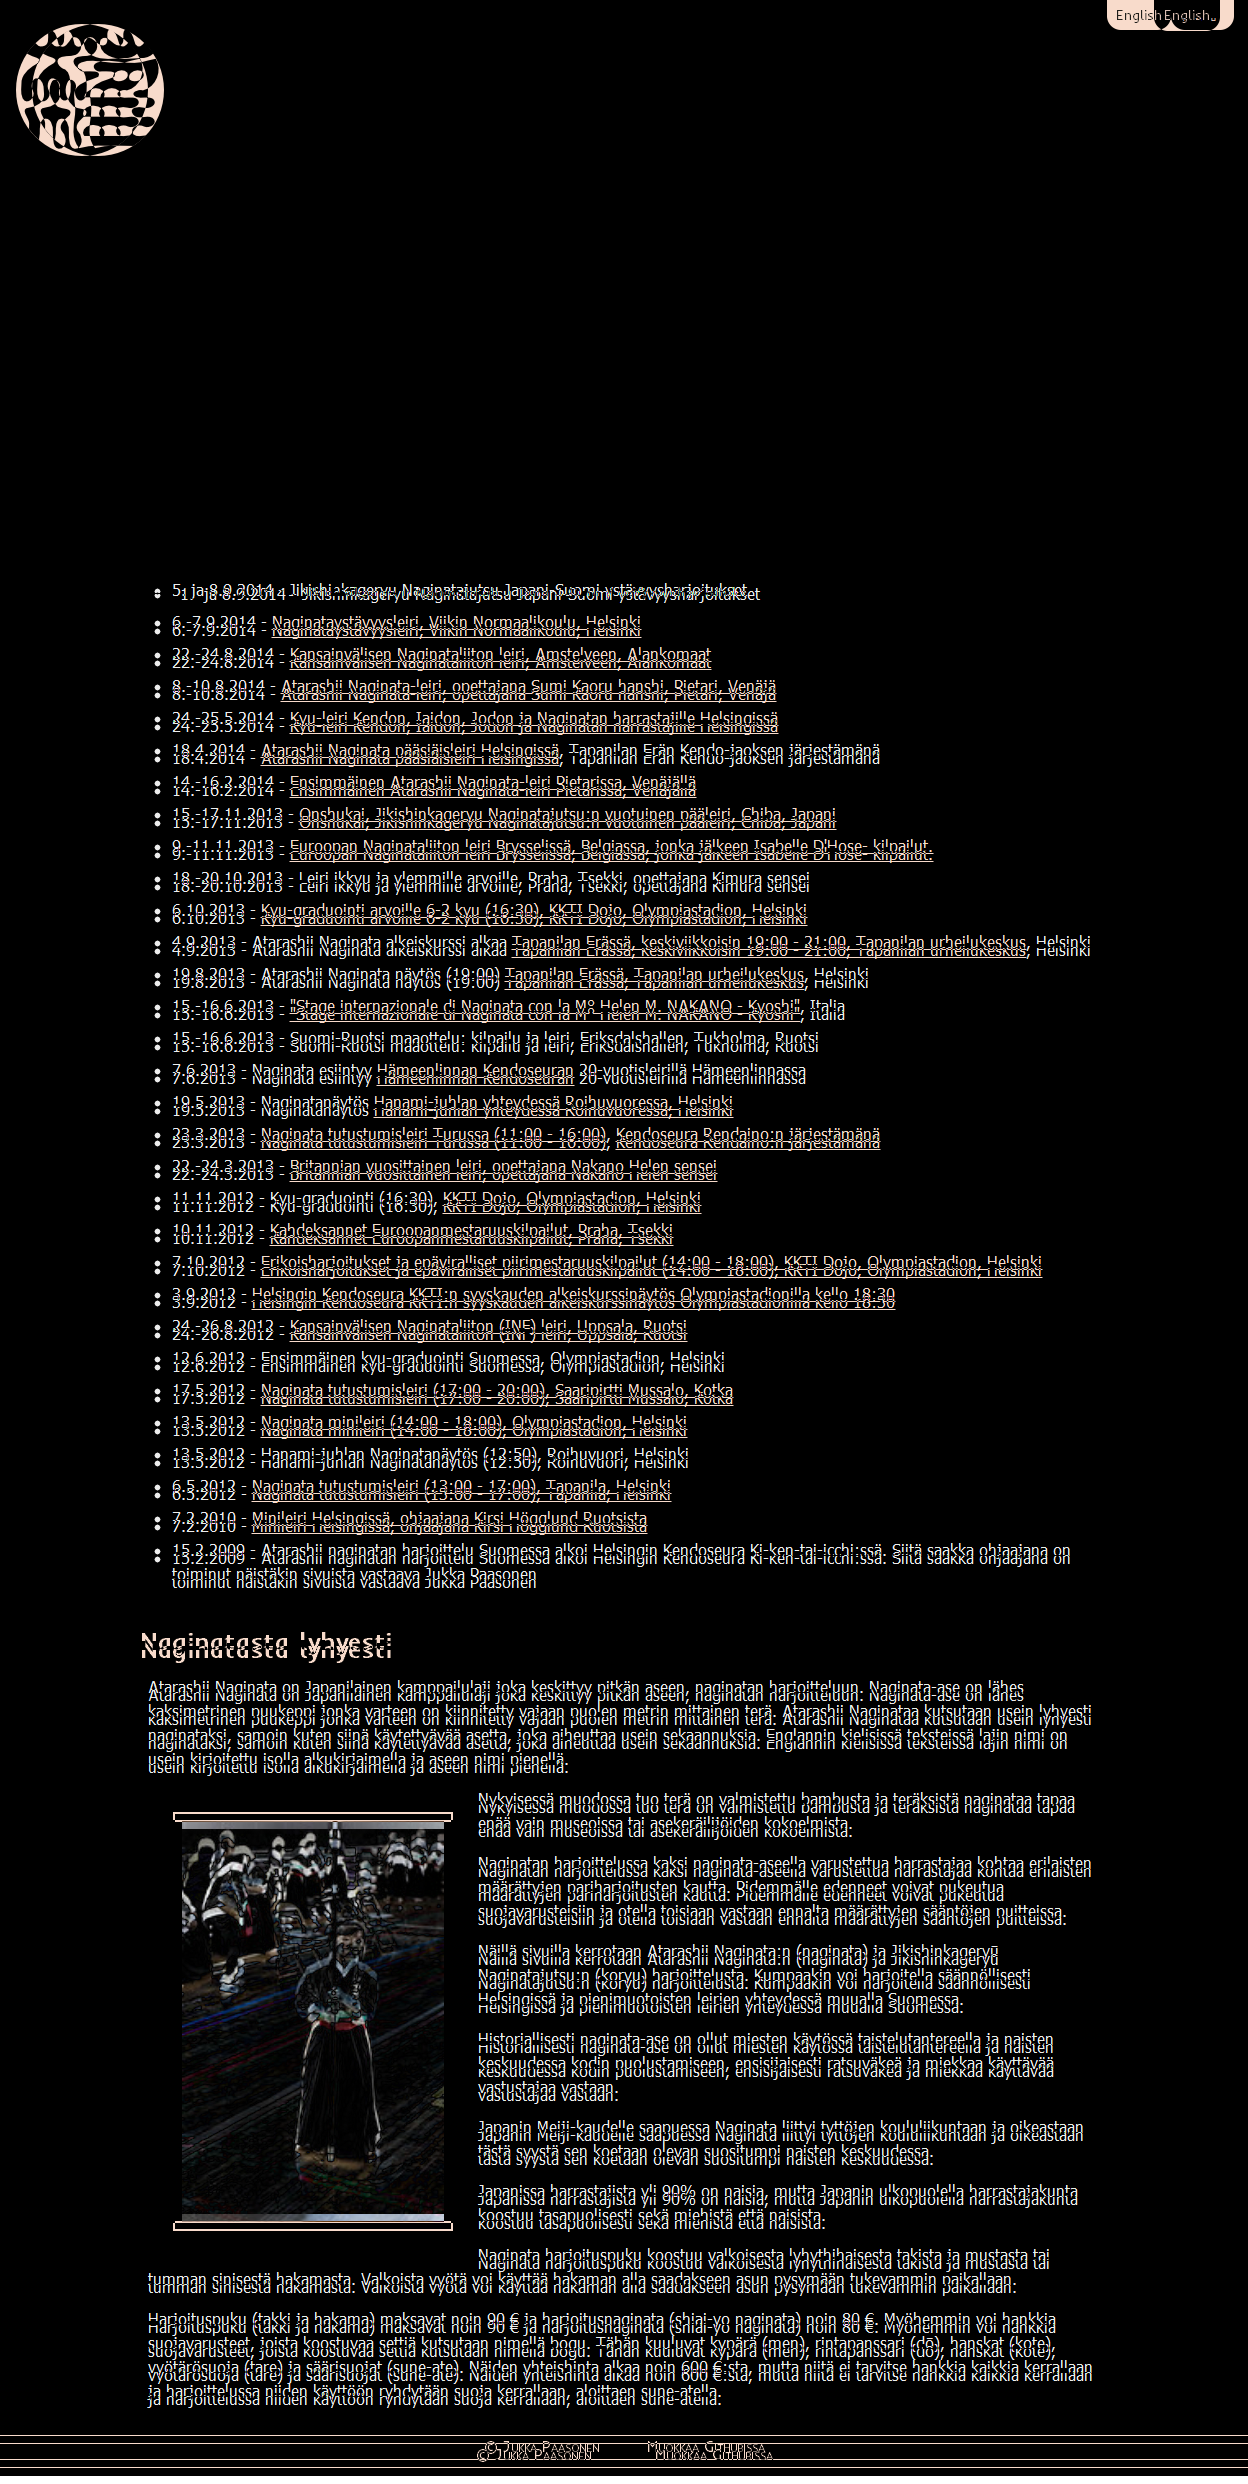 English English
5. ja 8.9.2014 - Jikishinkageryu Naginatajutsu Japani-Suomi ystävyysharjoitukset
6.-7.9.2014 - Naginataystävyysleiri, Viikin Normaalikoulu, Helsinki
22.-24.8.2014 - Kansainvälisen Naginataliiton leiri, Amstelveen, Alankomaat
8.-10.8.2014 - Atarashii Naginata-leiri, opettajana Sumi Kaoru hanshi, Pietari, Venäjä
24.-25.5.2014 - Kyu-leiri Kendon, Iaidon, Jodon ja Naginatan harrastajille Helsingissä
18.4.2014 - Atarashii Naginata pääsiäisleiri Helsingissä, Tapanilan Erän Kendo-jaoksen järjestämänä
14.-16.2.2014 - Ensimmäinen Atarashii Naginata-leiri Pietarissa, Venäjällä
15.-17.11.2013 - Onshukai, Jikishinkageryu Naginatajutsu:n vuotuinen pääleiri, Chiba, Japani
9.-11.11.2013 - Euroopan Naginataliiton leiri Brysselissä, Belgiassa, jonka jälkeen Isabelle D'Hose- kilpailut.
18.-20.10.2013 - Leiri ikkyu ja ylemmille arvoille, Praha, Tsekki, opettajana Kimura sensei
6.10.2013 - Kyu-graduointi arvoille 6-2 kyu (16:30), KKTI Dojo, Olympiastadion, Helsinki
4.9.2013 - Atarashii Naginata alkeiskurssi alkaa Tapanilan Erässä, keskiviikkoisin 19:00 - 21:00, Tapanilan urheilukeskus, Helsinki
19.8.2013 - Atarashii Naginata näytös (19:00) Tapanilan Erässä, Tapanilan urheilukeskus, Helsinki
15.-16.6.2013 - "Stage internazionale di Naginata con la M° Helen M. NAKANO - Kyoshi", Italia
15.-16.6.2013 - Suomi-Ruotsi maaottelu: kilpailu ja leiri, Eriksdalshallen, Tukholma, Ruotsi
7.6.2013 - Naginata esiintyy Hämeenlinnan Kendoseuran 20-vuotisleirillä Hämeenlinnassa
19.5.2013 - Naginatanäytös Hanami-juhlan yhteydessä Roihuvuoressa, Helsinki
23.3.2013 - Naginata tutustumisleiri Turussa (11:00 - 16:00), Kendoseura Rendaino:n järjestämänä
22.-24.3.2013 - Britannian vuosittainen leiri, opettajana Nakano Helen sensei
11.11.2012 - Kyu-graduointi (16:30), KKTI Dojo, Olympiastadion, Helsinki
10.11.2012 - Kahdeksannet Euroopanmestaruuskilpailut, Praha, Tsekki
7.10.2012 - Erikoisharjoitukset ja epäviralliset piirimestaruuskilpailut (14:00 - 18:00), KKTI Dojo, Olympiastadion, Helsinki
3.9.2012 - Helsingin Kendoseura KKTI:n syyskauden alkeiskurssinäytös Olympiastadionilla kello 18:30
24.-26.8.2012 - Kansainvälisen Naginataliiton (INF) leiri, Uppsala, Ruotsi
12.6.2012 - Ensimmäinen kyu-graduointi Suomessa, Olympiastadion, Helsinki
17.5.2012 - Naginata tutustumisleiri (17:00 - 20:00), Saaripirtti Mussalo, Kotka
13.5.2012 - Naginata minileiri (14:00 - 18:00), Olympiastadion, Helsinki
13.5.2012 - Hanami-juhlan Naginatanäytös (12:50), Roihuvuori, Helsinki
6.5.2012 - Naginata tutustumisleiri (13:00 - 17:00), Tapanila, Helsinki
7.2.2010 - Minileiri Helsingissä, ohjaajana Kirsi Högglund Ruotsista
15.2.2009 - Atarashii naginatan harjoittelu Suomessa alkoi Helsingin Kendoseura Ki-ken-tai-icchi:ssä. Siitä saakka ohjaajana on
toiminut näistäkin sivuista vastaava Jukka Paasonen
Naginatasta lyhyesti
Atarashii Naginata on Japanilainen kamppailulaji joka keskittyy pitkän aseen, naginatan harjoitteluun. Naginata-ase on lähes
kaksimetrinen puukeppi jonka varteen on kiinnitetty vajaan puolen metrin mittainen terä. Atarashii Naginataa kutsutaan usein lyhyesti
naginataksi, samoin kuten siinä käytettävää asetta, joka aiheuttaa usein sekaannuksia. Englannin kielisissä teksteissä lajin nimi on
usein kirjoitettu isolla alkukirjaimella ja aseen nimi pienellä.
Nykyisessä muodossa tuo terä on valmistettu bambusta ja teräksistä naginataa tapaa
enää vain museoissa tai asekeräilijöiden kokoelmista.
Naginatan harjoittelussa kaksi naginata-aseella varustettua harrastajaa kohtaa erilaisten
määrättyjen pariharjoitusten kautta. Pidemmälle edenneet voivat pukeutua
suojavarusteisiin ja otella toisiaan vastaan ennalta määrättyjen sääntöjen puitteissa.
Näillä sivuilla kerrotaan Atarashii Naginata:n (naginata) ja Jikishinkageryū
Naginatajutsu:n (koryu) harjoittelusta. Kumpaakin voi harjoitella säännöllisesti
Helsingissä ja pienimuotoisten leirien yhteydessä muualla Suomessa.
Historiallisesti naginata-ase on ollut miesten käytössä taistelutantereella ja naisten
keskuudessa kodin puolustamiseen, ensisijaisesti ratsuväkeä ja miekkaa käyttävää
vastustajaa vastaan.
Japanin Meiji-kaudelle saapuessa Naginata liittyi tyttöjen koululiikuntaan ja oikeastaan
tästä syystä sen koetaan olevan suositumpi naisten keskuudessa.
Japanissa harrastajista yli 90% on naisia, mutta Japanin ulkopuolella harrastajakunta
koostuu tasapuolisesti sekä miehistä että naisista.
Naginata harjoituspuku koostuu valkoisesta lyhythihaisesta takista ja mustasta tai
tumman sinisestä hakamasta. Valkoista vyötä voi käyttää hakaman alla saadakseen asun pysymään tukevammin paikallaan.
Harjoituspuku (takki ja hakama) maksavat noin 90 € ja harjoitusnaginata (shiai-yo naginata) noin 80 €. Myöhemmin voi hankkia
suojavarusteet, joista koostuvaa settiä kutsutaan nimellä bogu. Tähän kuuluvat kypärä (men), rintapanssari (dō), hanskat (kote),
vyötärösuoja (tare) ja säärisuojat (sune-ate). Näiden yhteishinta alkaa noin 600 €:sta, mutta niitä ei tarvitse hankkia kaikkia kerrallaan
ja harjoittelussa niiden käyttöön ryhdytään suoja kerrallaan, aloittaen sune-atella.
© Jukka Paasonen Muokkaa Githubissa